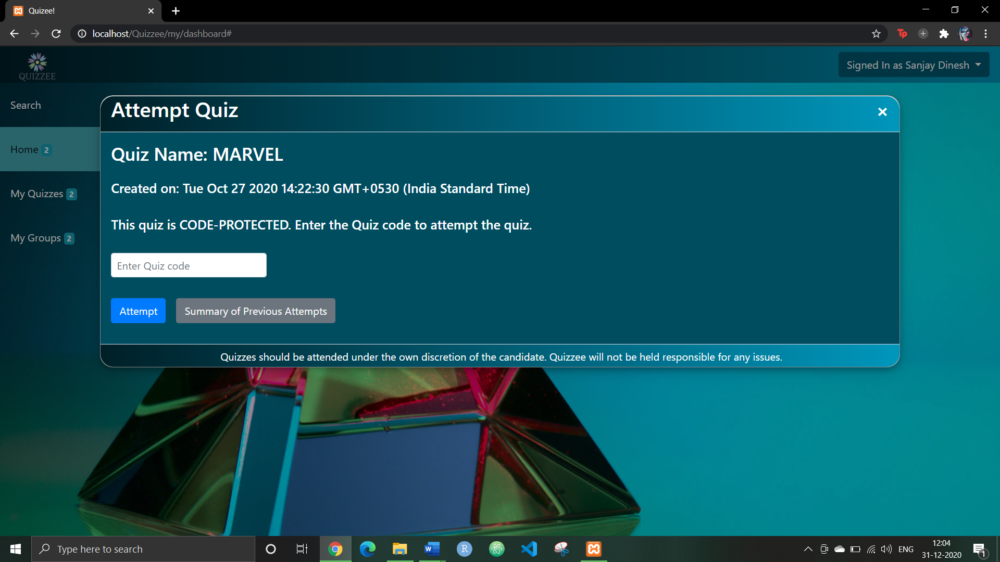 Quizee!
localhost/Quizzee/my/dashboard#
QUIZZEE
Signed In as Sanjay Dinesh
Search
Home 2
My Quizzes 2
My Groups 2
Attempt Quiz
Quiz Name: MARVEL
Created on: Tue Oct 27 2020 14:22:30 GMT+0530 (India Standard Time)
This quiz is CODE-PROTECTED. Enter the Quiz code to attempt the quiz.
Enter Quiz code
Attempt
Summary of Previous Attempts
Quizzes should be attended under the own discretion of the candidate. Quizzee will not be held responsible for any issues.
Type here to search
ENG
12:04
31-12-2020
1